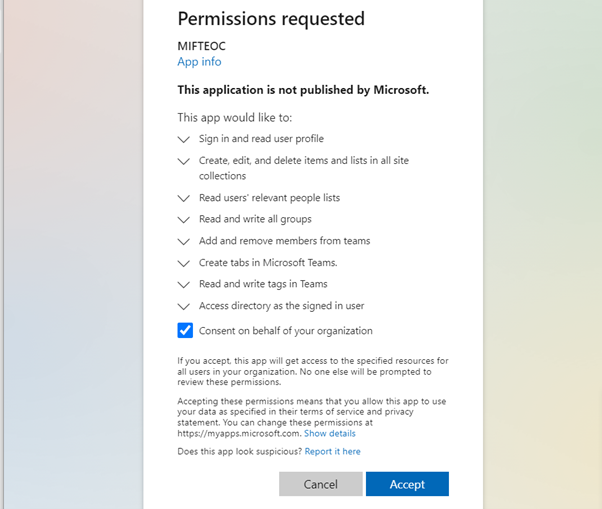 Permissions requested
MIFTEOC
App info
This application is not published by Microsoft.
This app would like to:
Sign in and read user profile
Create, edit, and delete items and lists in all site
collections
Read users' relevant people lists
Read and write all groups
Add and remove members from teams
Create tabs in Microsoft Teams.
Read and write tags in Teams
Access directory as the signed in user
Consent on behalf of your organization
If you accept, this app will get access to the specified resources for
all users in your organization. No one else will be prompted to
review these permissions.
Accepting these permissions means that you allow this app to use
your data as specified in their terms of service and privacy
statement. You can change these permissions at
https://myapps.microsoft.com. Show details
Does this app look suspicious? Report it here
Cancel Accept